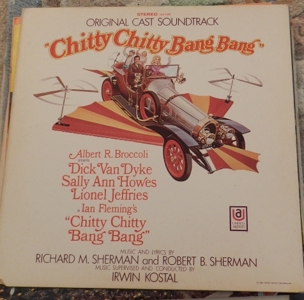 STEREO
ORIGINAL CAST SOUNDTRACK
"Chitty Chitty Bang Bang"
Albert R. Broccoli
Dick Van Dyke
Sally Ann Howes
Lionel Jeffries
in Ian Fleming's
"Chitty Chitty
Bang Bang"
MUSIC AND LYRICS BY
RICHARD M. SHERMAN and ROBERT B. SHERMAN
MUSIC SUPERVISED AND CONDUCTED BY
IRWIN KOSTAL